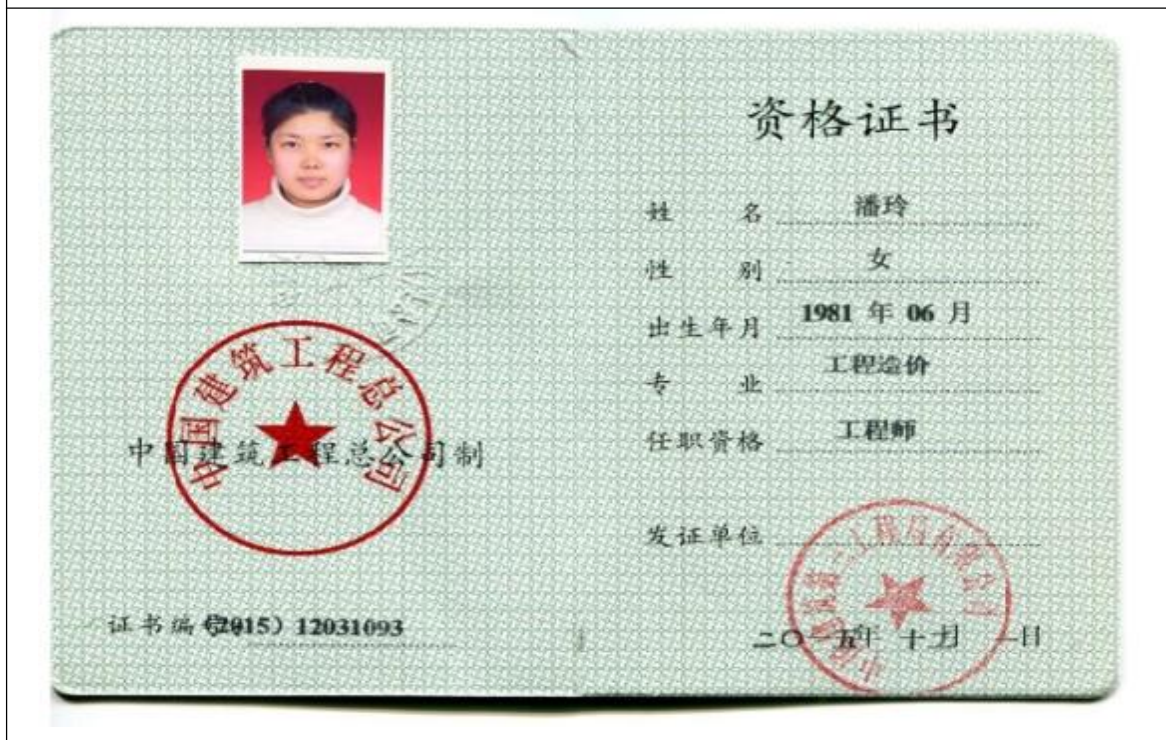 中国建筑工程总公司
中国建筑工程总公司制
证书编号(2015)12031093
资格证书
姓 名 潘玲
性 别 女
出生年月 1981 年 06 月
专 业 工程造价
任职资格 工程师
发证单位
二〇一五年 十 月 一日